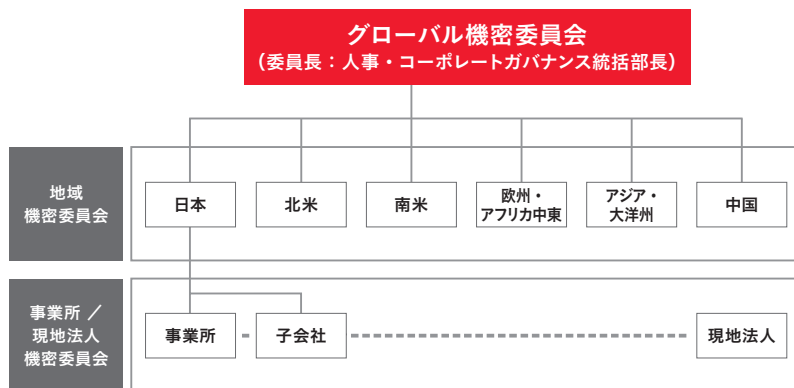 グローバル機密委員会
（委員長：人事・コーポレートガバナンス統括部長）
地域
機密委員会
日本
北米
南米
欧州・
アフリカ中東
アジア・
大洋州
中国
事業所 ／
現地法人
機密委員会
事業所
子会社
現地法人